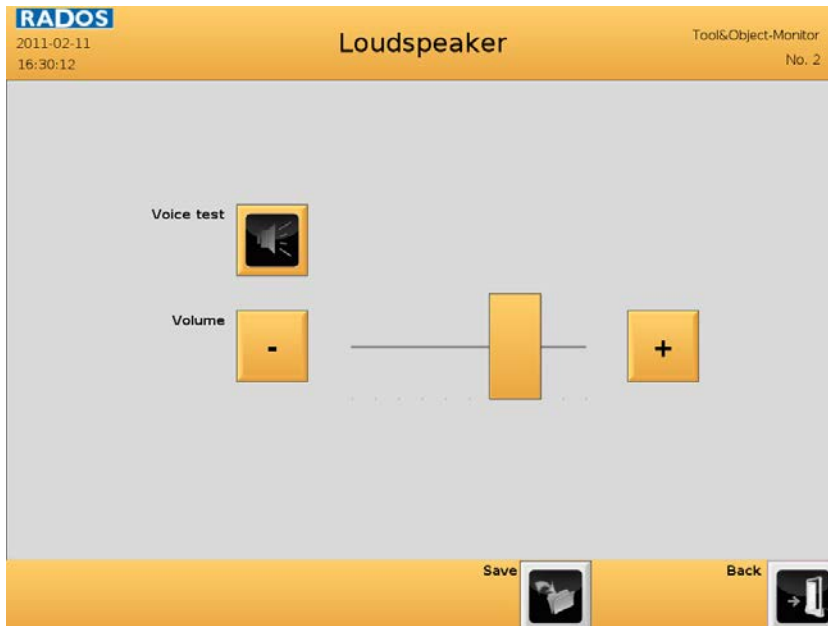 RADOS
2011-02-11
16:30:12
Loudspeaker
Tool&Object-Monitor
No. 2
Voice test
Volume
-
+
Save
Back